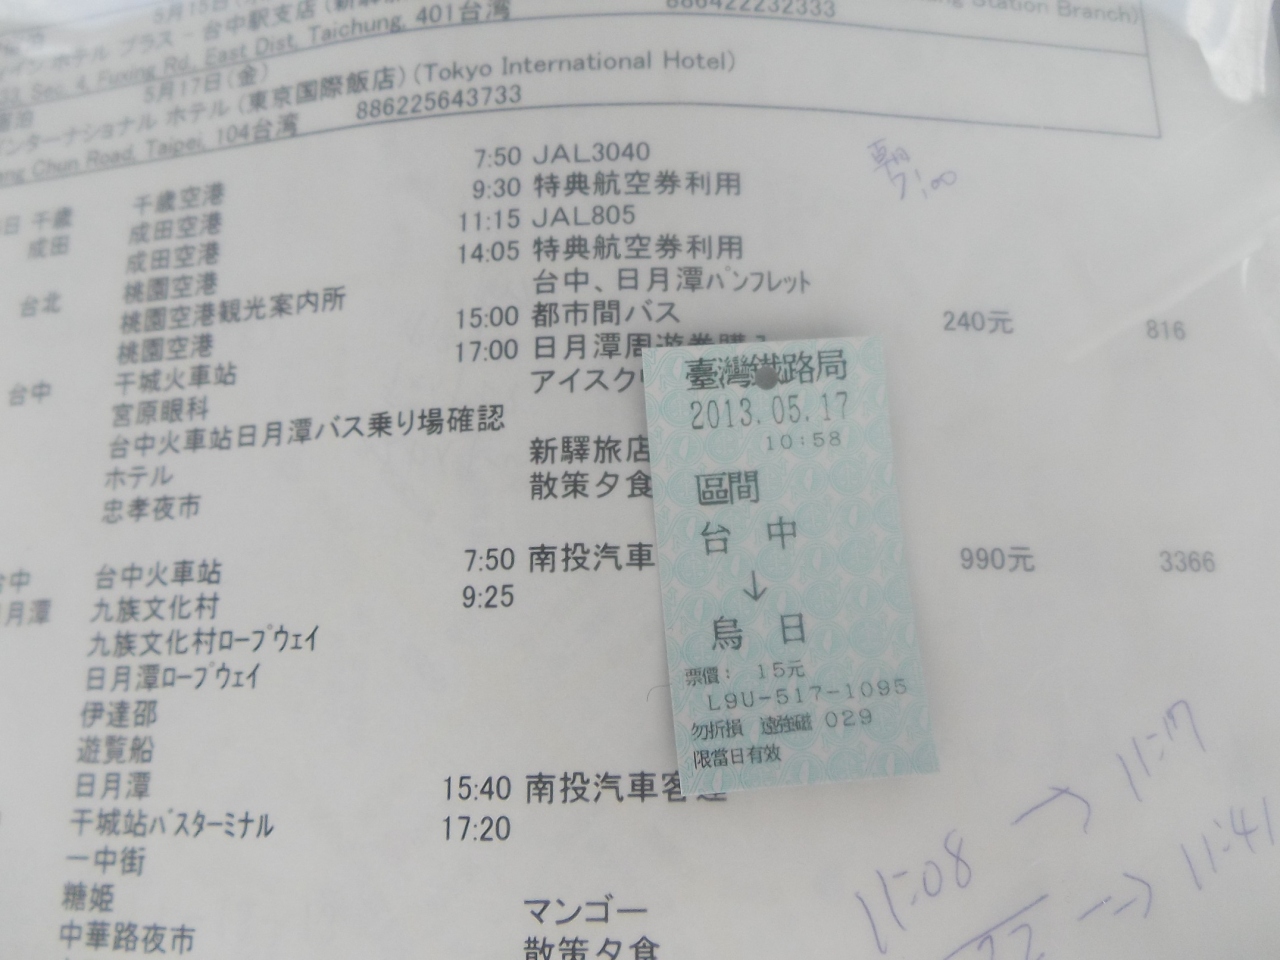 5月15日
イン ホテル プラス - 台中駅支店
Station Branch)
33, Sec. 4, Fuxing Rd, East Dist, Taichung, 401台湾
886422232333
5月17日(金)
ンターナショナル ホテル (東京国際飯店) (Tokyo International Hotel)
Chun Road, Taipei, 104台湾 886225643733
日 千歳 千歳空港 7:50 JAL3040
成田 成田空港 9:30 特典航空券利用
成田空港 11:15 JAL805
台北 桃園空港 14:05 特典航空券利用
桃園空港観光案内所 台中、日月潭パンフレット
桃園空港 15:00 都市間バス 240元 816
台中 干城火車站 17:00 日月潭周遊券購入
宮原眼科 アイスク
台中火車站日月潭バス乗り場確認
ホテル 新驛旅店
忠孝夜市 散策夕食
台中 台中火車站 7:50 南投汽車 990元 3366
日月潭 九族文化村 9:25
九族文化村ロープウェイ
日月潭ロープウェイ
伊達邵
遊覧船
日月潭 15:40 南投汽車客運
干城站バスターミナル 17:20
一中街
糖姫 マンゴー
中華路夜市 散策夕食
7:00
臺灣鐵路局
2013.05.17
10:58
區間
台 中
↓
烏 日
票價： 15元
L9U-517-1095
勿折損 遠強磁 029
限當日有效
11:08 → 11:17
22 → 11:41